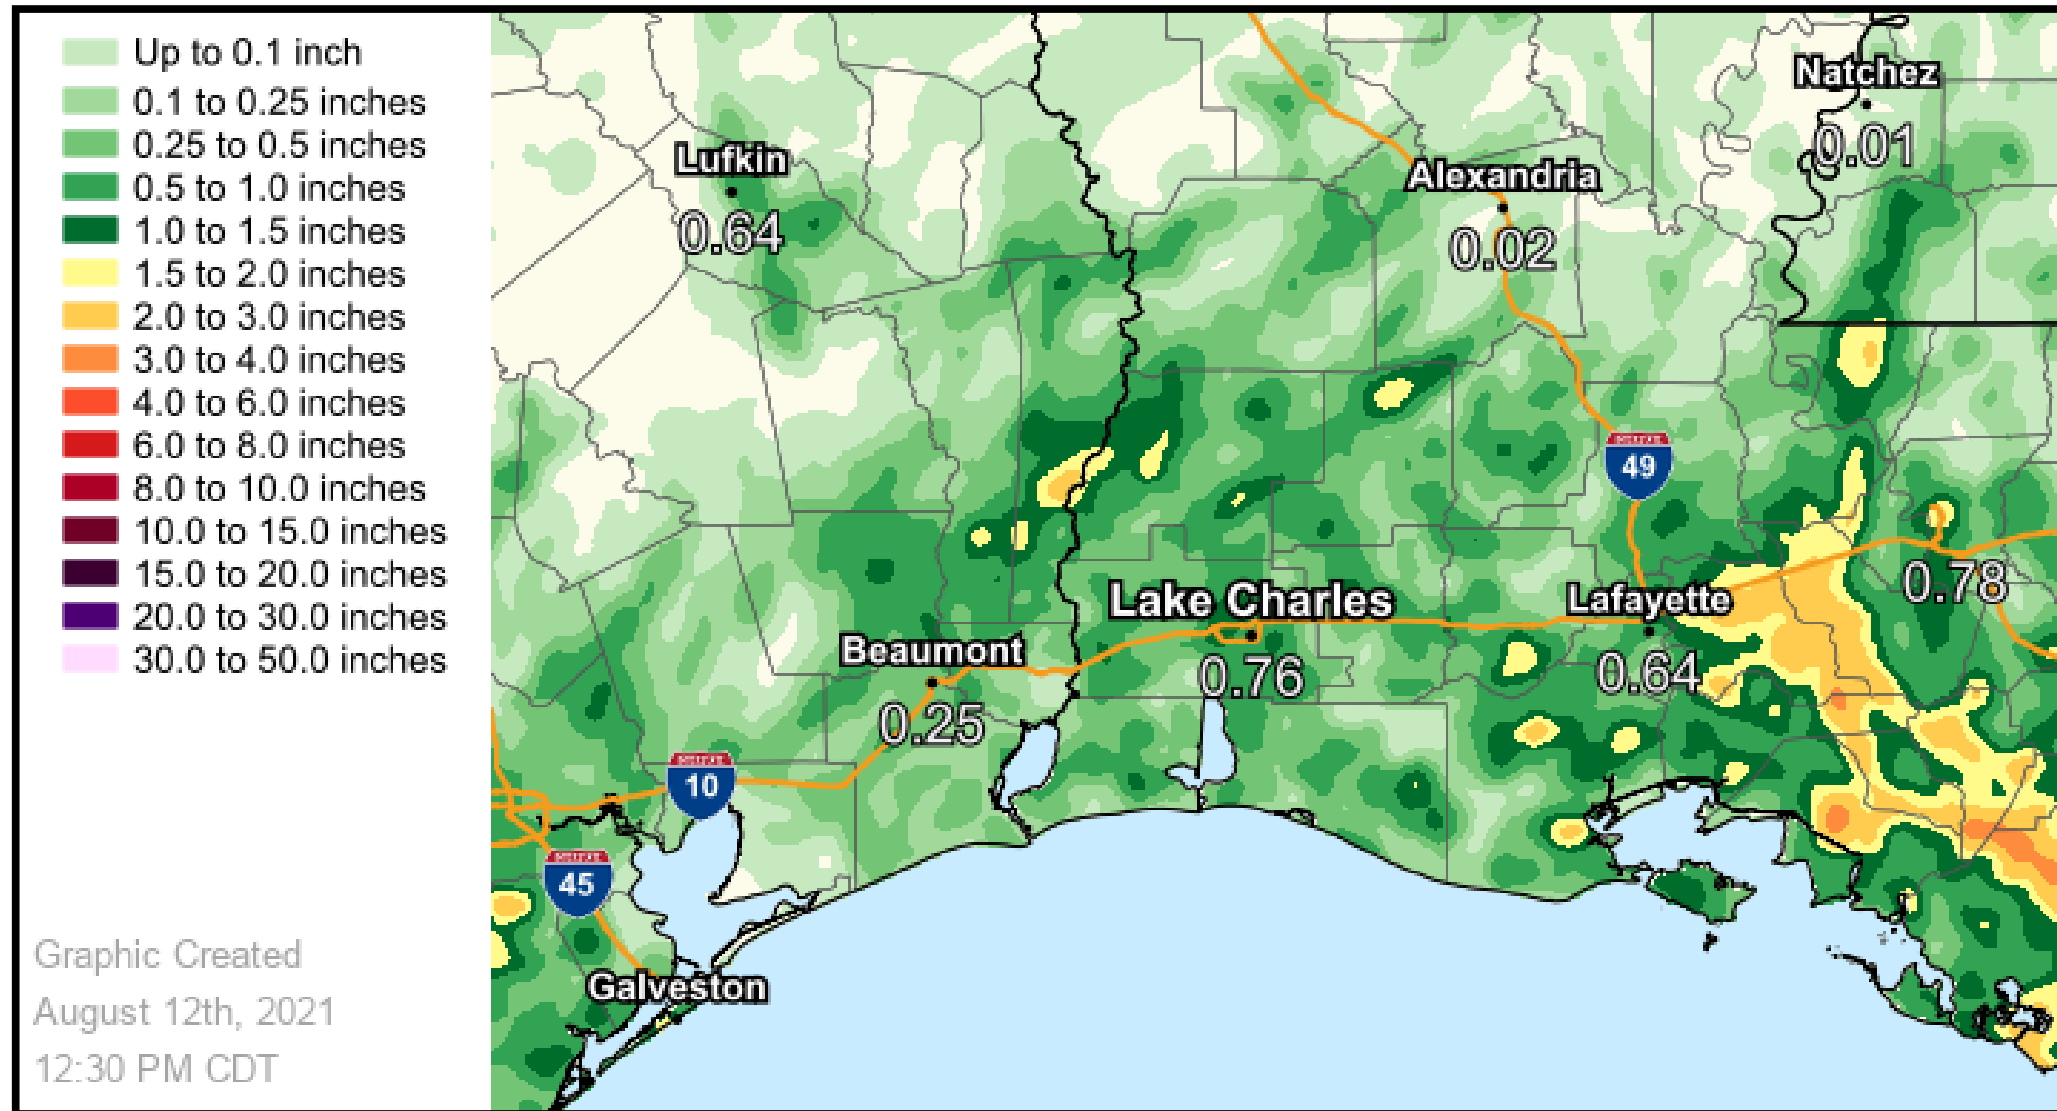 Up to 0.1 inch
0.1 to 0.25 inches
0.25 to 0.5 inches
0.5 to 1.0 inches
1.0 to 1.5 inches
1.5 to 2.0 inches
2.0 to 3.0 inches
3.0 to 4.0 inches
4.0 to 6.0 inches
6.0 to 8.0 inches
8.0 to 10.0 inches
10.0 to 15.0 inches
15.0 to 20.0 inches
20.0 to 30.0 inches
30.0 to 50.0 inches
Graphic Created
August 12th, 2021
12:30 PM CDT
Natchez
0.01
Lufkin
0.64
Alexandria
0.02
49
Lake Charles
0.76
Lafayette
0.64
0.78
Beaumont
0.25
10
45
Galveston